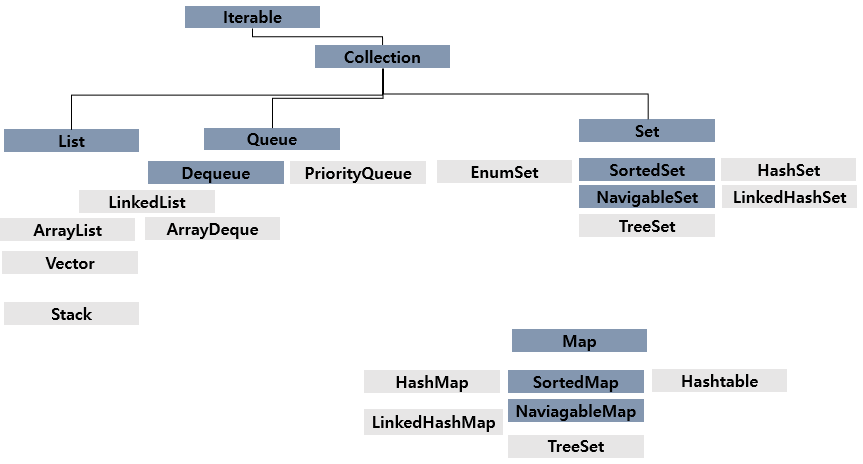 Iterable
Collection
List
Queue
Set
Dequeue
PriorityQueue
EnumSet
SortedSet
HashSet
LinkedList
NavigableSet
LinkedHashSet
ArrayList
ArrayDeque
TreeSet
Vector
Stack
Map
HashMap
SortedMap
Hashtable
LinkedHashMap
NaviagableMap
TreeSet